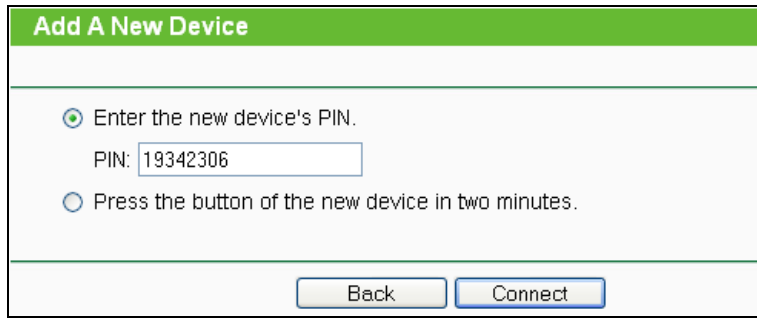 Add A New Device
Enter the new device's PIN.
PIN: 19342306
Press the button of the new device in two minutes.
Back Connect